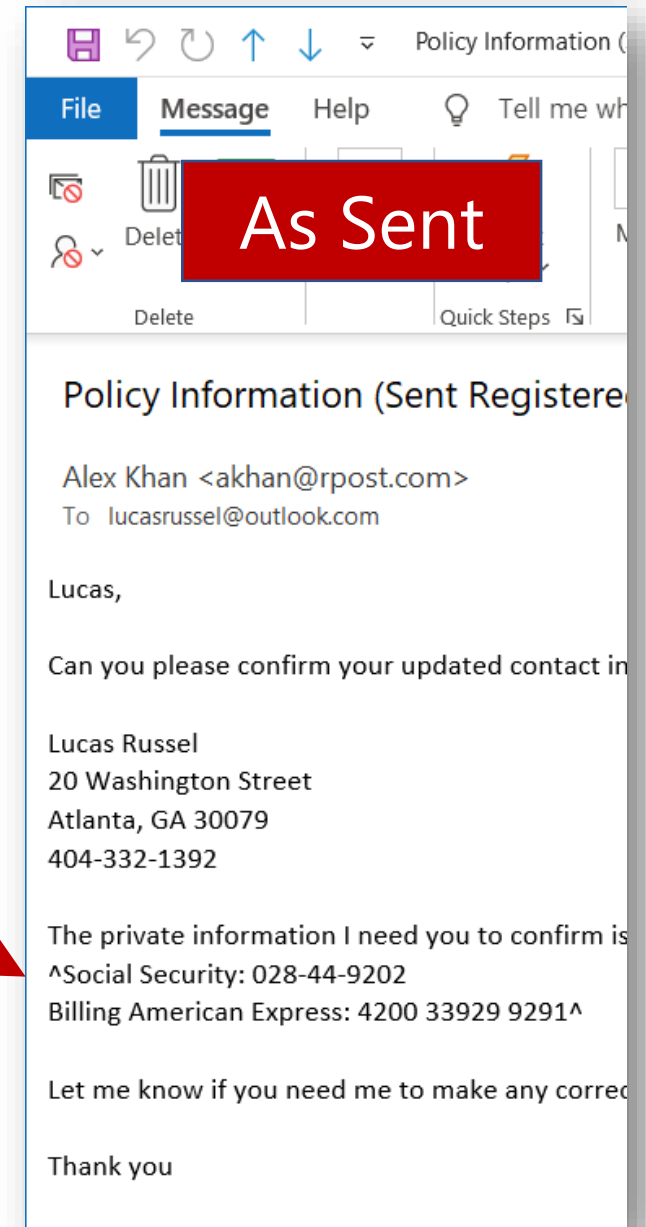 Policy Information (
File Message Help Tell me wh
As Sent
Delet M
Delete Quick Steps
Policy Information (Sent Registere
Alex Khan <akhan@rpost.com>
To lucasrussel@outlook.com
Lucas,
Can you please confirm your updated contact in
Lucas Russel
20 Washington Street
Atlanta, GA 30079
404-332-1392
The private information I need you to confirm is
^Social Security: 028-44-9202
Billing American Express: 4200 33929 9291^
Let me know if you need me to make any correc
Thank you